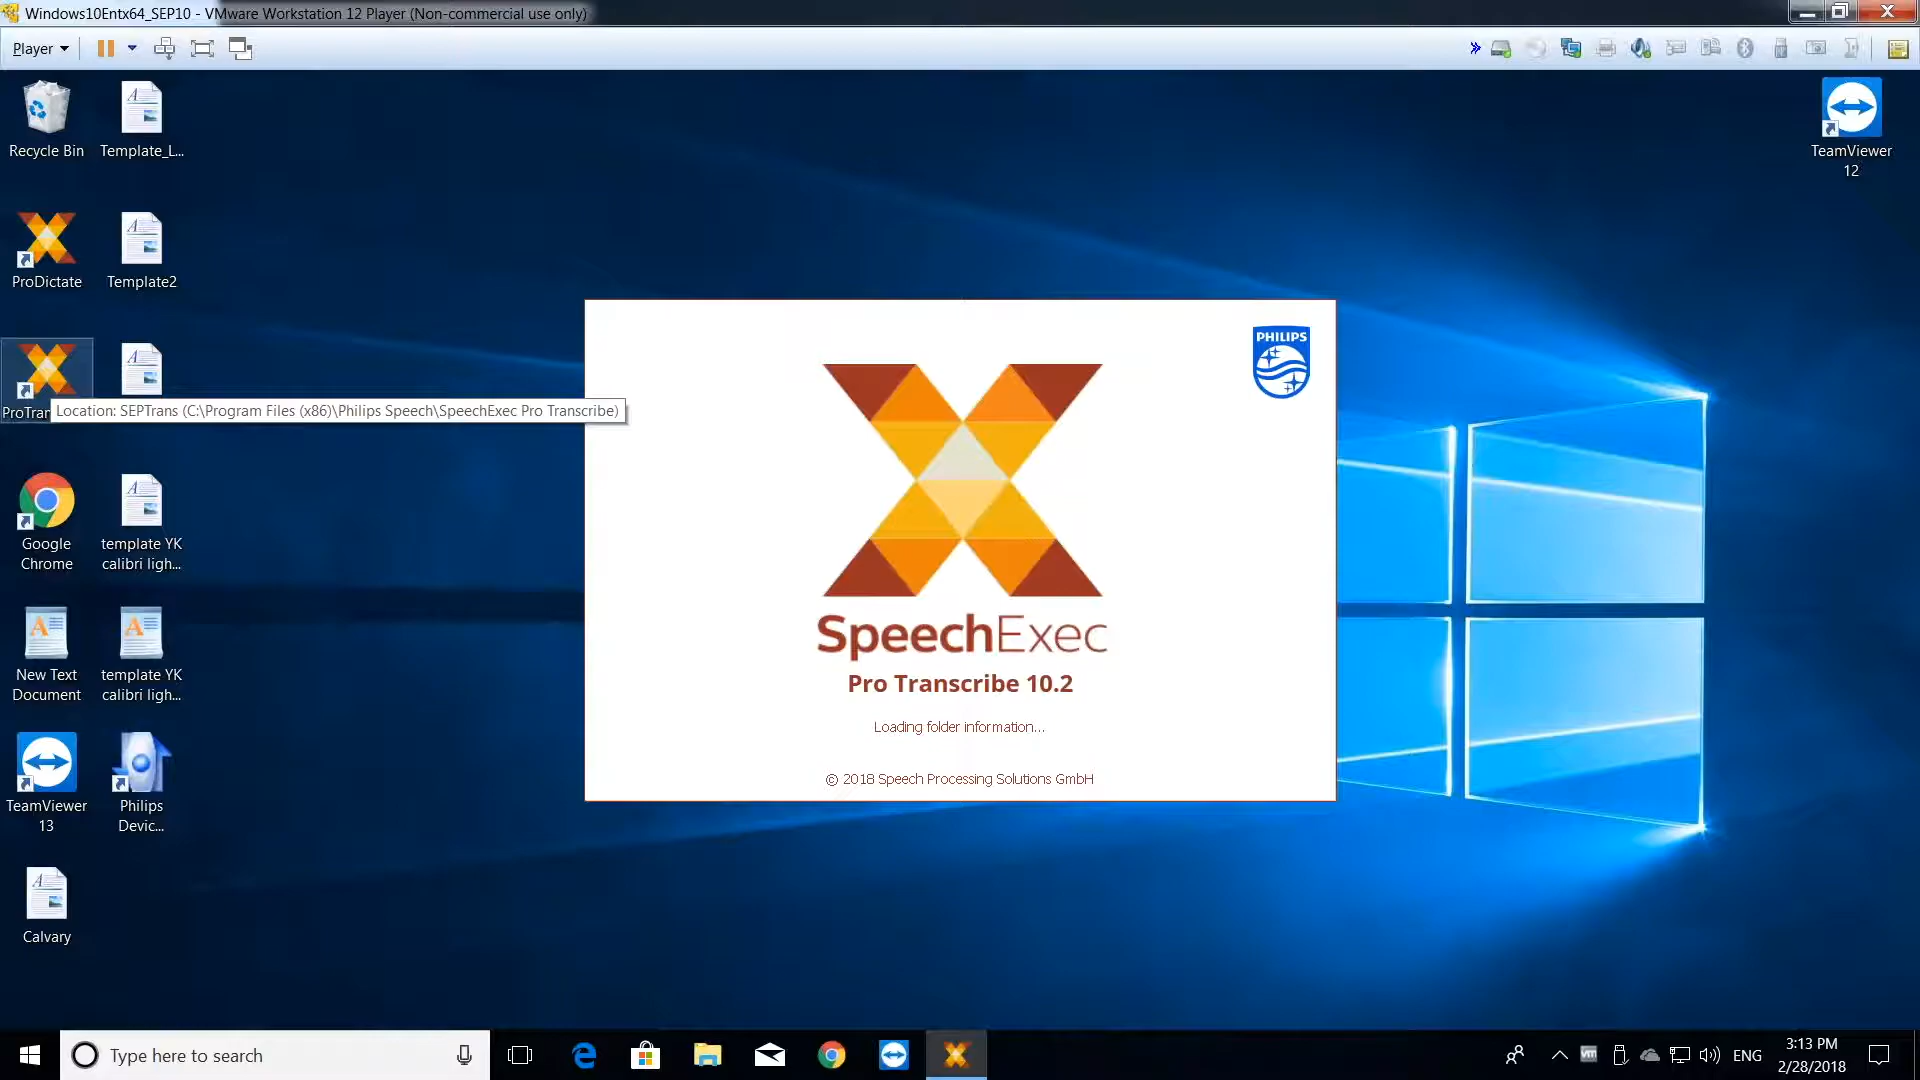 Windows10Entx64_SEP10 - VMware Workstation 12 Player (Non-commercial use only)
Player
Recycle Bin
Template_L...
TeamViewer
12
ProDictate
Template2
PHILIPS
ProTran
Location: SEPTrans (C:\Program Files (x86)\Philips Speech\SpeechExec Pro Transcribe)
Google
Chrome
template YK
calibri ligh...
SpeechExec
Pro Transcribe 10.2
Loading folder information...
© 2018 Speech Processing Solutions GmbH
New Text
Document
template YK
calibri ligh...
TeamViewer
13
Philips
Devic...
Calvary
Type here to search
ENG
3:13 PM
2/28/2018